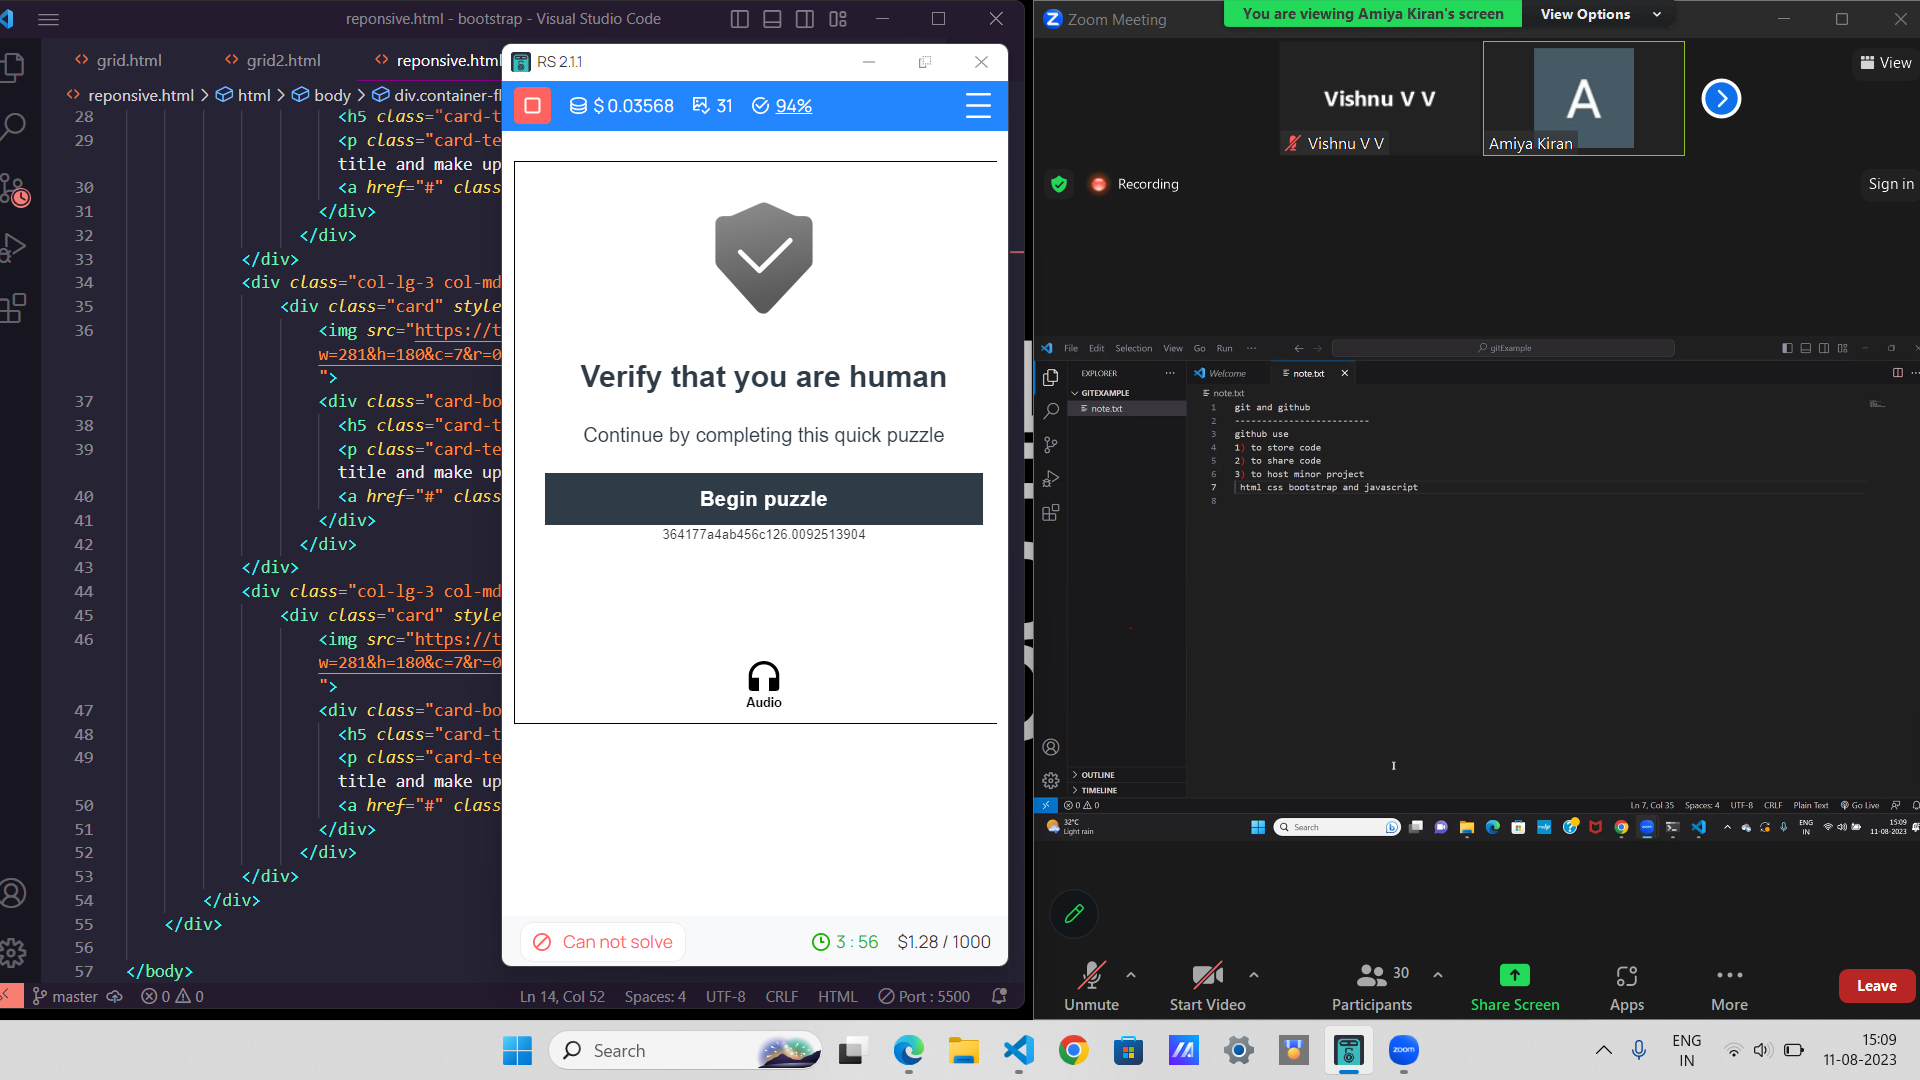 reponsive.html - bootstrap - Visual Studio Code
grid.html
grid2.html
reponsive.html
reponsive.html > html > body > div.container-fl
28 <h5 class="card-t
29 <p class="card-te
title and make up
30 <a href="#" class
31 </div>
32 </div>
33 </div>
34 <div class="col-lg-3 col-md
35 <div class="card" style
36 <img src="https://t
w=281&h=180&c=7&r=0
">
37 <div class="card-bo
38 <h5 class="card-t
39 <p class="card-te
title and make up
40 <a href="#" class
41 </div>
42 </div>
43 </div>
44 <div class="col-lg-3 col-md
45 <div class="card" style
46 <img src="https://t
w=281&h=180&c=7&r=0
">
47 <div class="card-bo
48 <h5 class="card-t
49 <p class="card-te
title and make up
50 <a href="#" class
51 </div>
52 </div>
53 </div>
54 </div>
55 </div>
56
57 </body>
master 0 0 Ln 14, Col 52 Spaces: 4 UTF-8 CRLF HTML Port : 5500
RS 2.1.1
$ 0.03568 31 94%
Verify that you are human
Continue by completing this quick puzzle
Begin puzzle
364177a4ab456c126.0092513904
Audio
Can not solve 3 : 56 $1.28 / 1000
Zoom Meeting
You are viewing Amiya Kiran's screen View Options
Vishnu V V
Vishnu V V
A
Amiya Kiran
View
Recording
Sign in
File Edit Selection View Go Run ··· gitExample
EXPLORER ···
Welcome
note.txt
GITEXAMPLE
note.txt
note.txt
1 git and github
2 -------------------------
3 github use
4 1) to store code
5 2) to share code
6 3) to host minor project
7 html css bootstrap and javascript
8
OUTLINE
TIMELINE
0 0 Ln 7, Col 35 Spaces: 4 UTF-8 CRLF Plain Text Go Live
32°C
Light rain
Search
ENG
IN
15:09
11-08-2023
Unmute
Start Video
30
Participants
Share Screen
Apps
More
Leave
Search
zoom
ENG
IN
15:09
11-08-2023